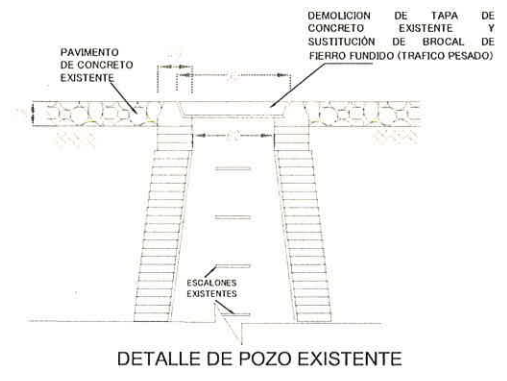 DEMOLICION DE TAPA DE
CONCRETO EXISTENTE Y
SUSTITUCIÓN DE BROCAL DE
FIERRO FUNDIDO (TRAFICO PESADO)
PAVIMENTO
DE CONCRETO
EXISTENTE
ESCALONES
EXISTENTES
DETALLE DE POZO EXISTENTE